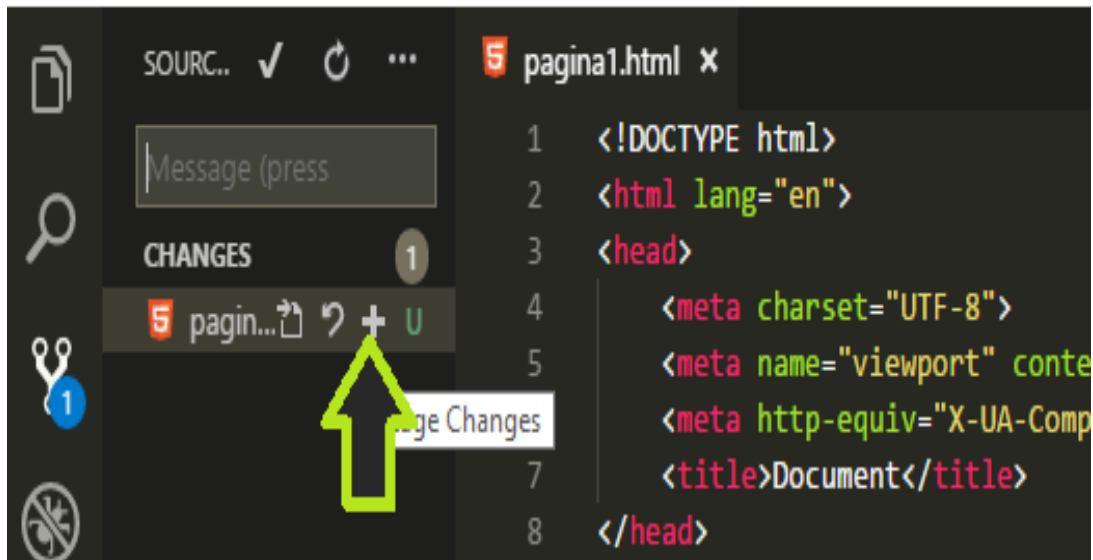 SOURC.. ...
Message (press
CHANGES 1
pagin... U
1
ge Changes
pagina1.html
1 <!DOCTYPE html>
2 <html lang="en">
3 <head>
4 <meta charset="UTF-8">
5 <meta name="viewport" conte
<meta http-equiv="X-UA-Comp
7 <title>Document</title>
8 </head>